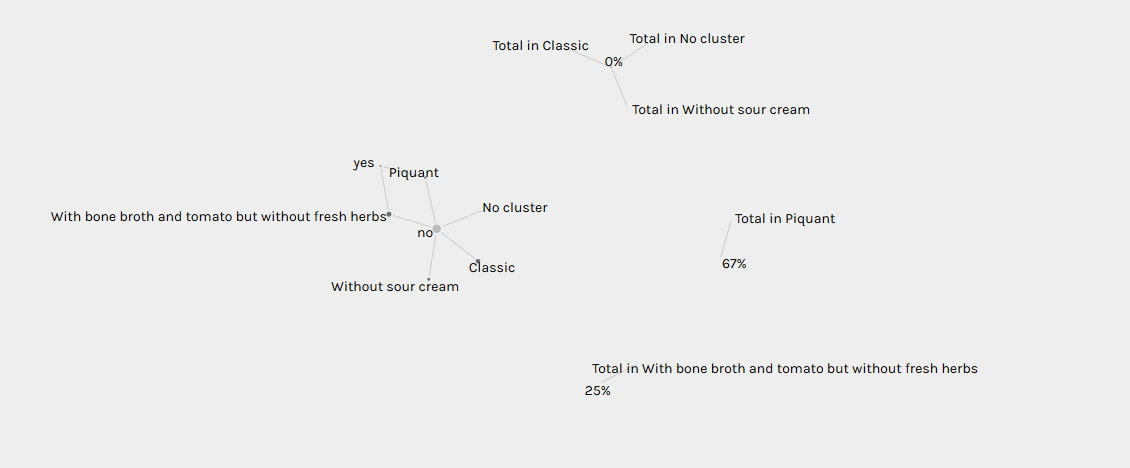 Total in No cluster
Total in Classic
0%
Total in Without sour cream
yes
Piquant
No cluster
With bone broth and tomato but without fresh herbs
Total in Piquant
no
67%
Classic
Without sour cream
Total in With bone broth and tomato but without fresh herbs
25%